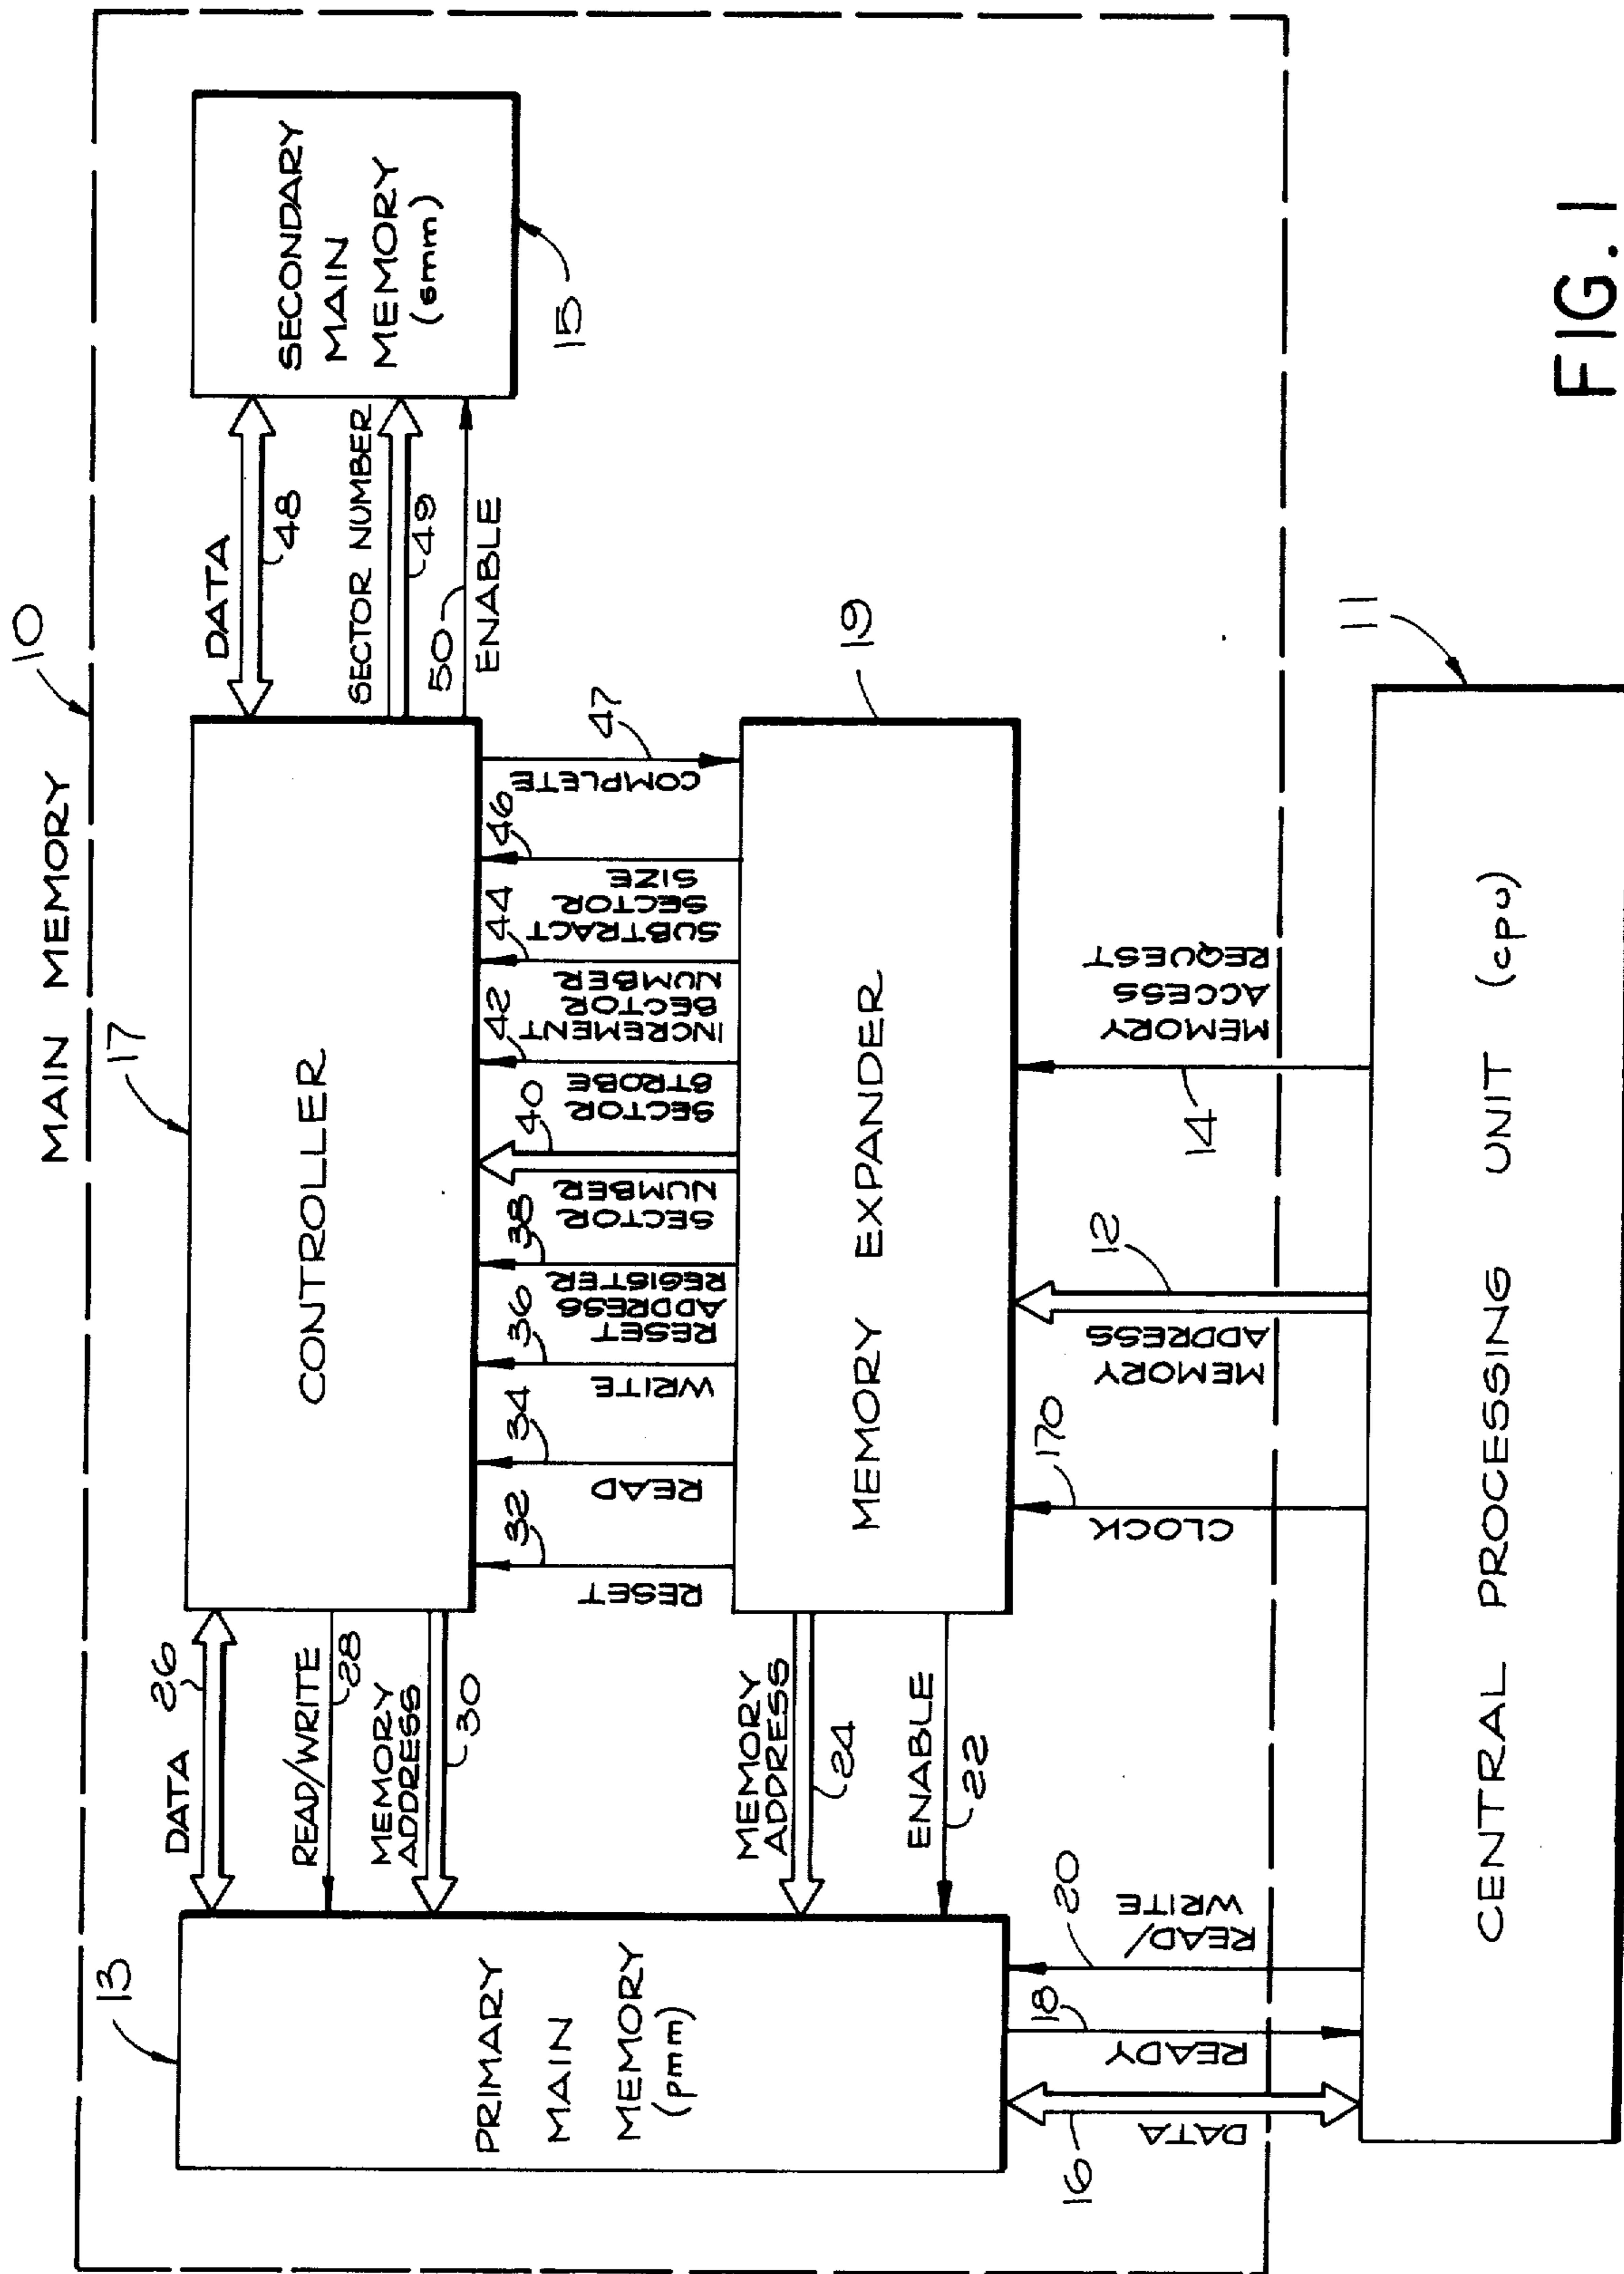 MAIN MEMORY
10
17
13
PRIMARY
MAIN
MEMORY
(pmm)
DATA
26
READ/WRITE
28
MEMORY
ADDRESS
30
MEMORY
ADDRESS
24
ENABLE
22
CONTROLLER
DATA
48
SECTOR NUMBER
49
50
ENABLE
SECONDARY
MAIN
MEMORY
(smm)
15
32
RESET
34
READ
36
WRITE
38
RESET
ADDRESS
REGISTER
40
SECTOR
NUMBER
42
SECTOR
STROBE
44
INCREMENT
SECTOR
NUMBER
46
SUBTRACT
SECTOR
SIZE
47
COMPLETE
MEMORY EXPANDER
19
16
DATA
18
READY
20
READ/
WRITE
170
CLOCK
12
MEMORY
ADDRESS
14
MEMORY
ACCESS
REQUEST
11
CENTRAL PROCESSING UNIT (cpu)
FIG. 1